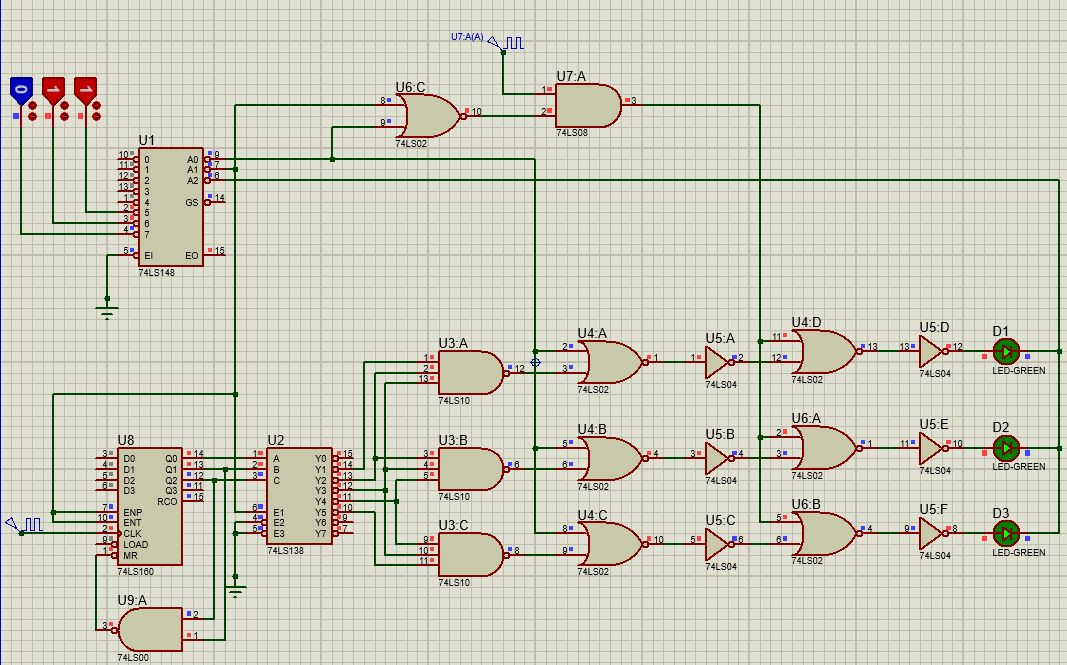 U7:A(A)
0 1 1
U6:C
8
9
10
74LS02
U7:A
1
2
3
74LS08
U1
10 0 A0 9
11 1 A1 7
12 2 A2 6
13 3
1 4 GS 14
2 5
3 6
4 7
5 EI EO 15
74LS148
U3:A
1
2
13
12
74LS10
U4:A
2
3
1
74LS02
U5:A
1 2
74LS04
U4:D
11
12
13
74LS02
U5:D
13 12
74LS04
D1
LED-GREEN
U3:B
3
4
5
6
74LS10
U4:B
5
6
4
74LS02
U5:B
3 4
74LS04
U6:A
2
3
1
74LS02
U5:E
11 10
74LS04
D2
LED-GREEN
U8
3 D0 Q0 14
4 D1 Q1 13
5 D2 Q2 12
6 D3 Q3 11
RCO 15
7 ENP
10 ENT
2 CLK
9 LOAD
1 MR
74LS160
U2
1 A Y0 15
2 B Y1 14
3 C Y2 13
Y3 12
Y4 11
6 E1 Y5 10
4 E2 Y6 9
5 E3 Y7 7
74LS138
U3:C
9
10
11
8
74LS10
U4:C
8
9
10
74LS02
U5:C
5 6
74LS04
U6:B
5
6
4
74LS02
U5:F
9 8
74LS04
D3
LED-GREEN
U9:A
3
2
1
74LS00